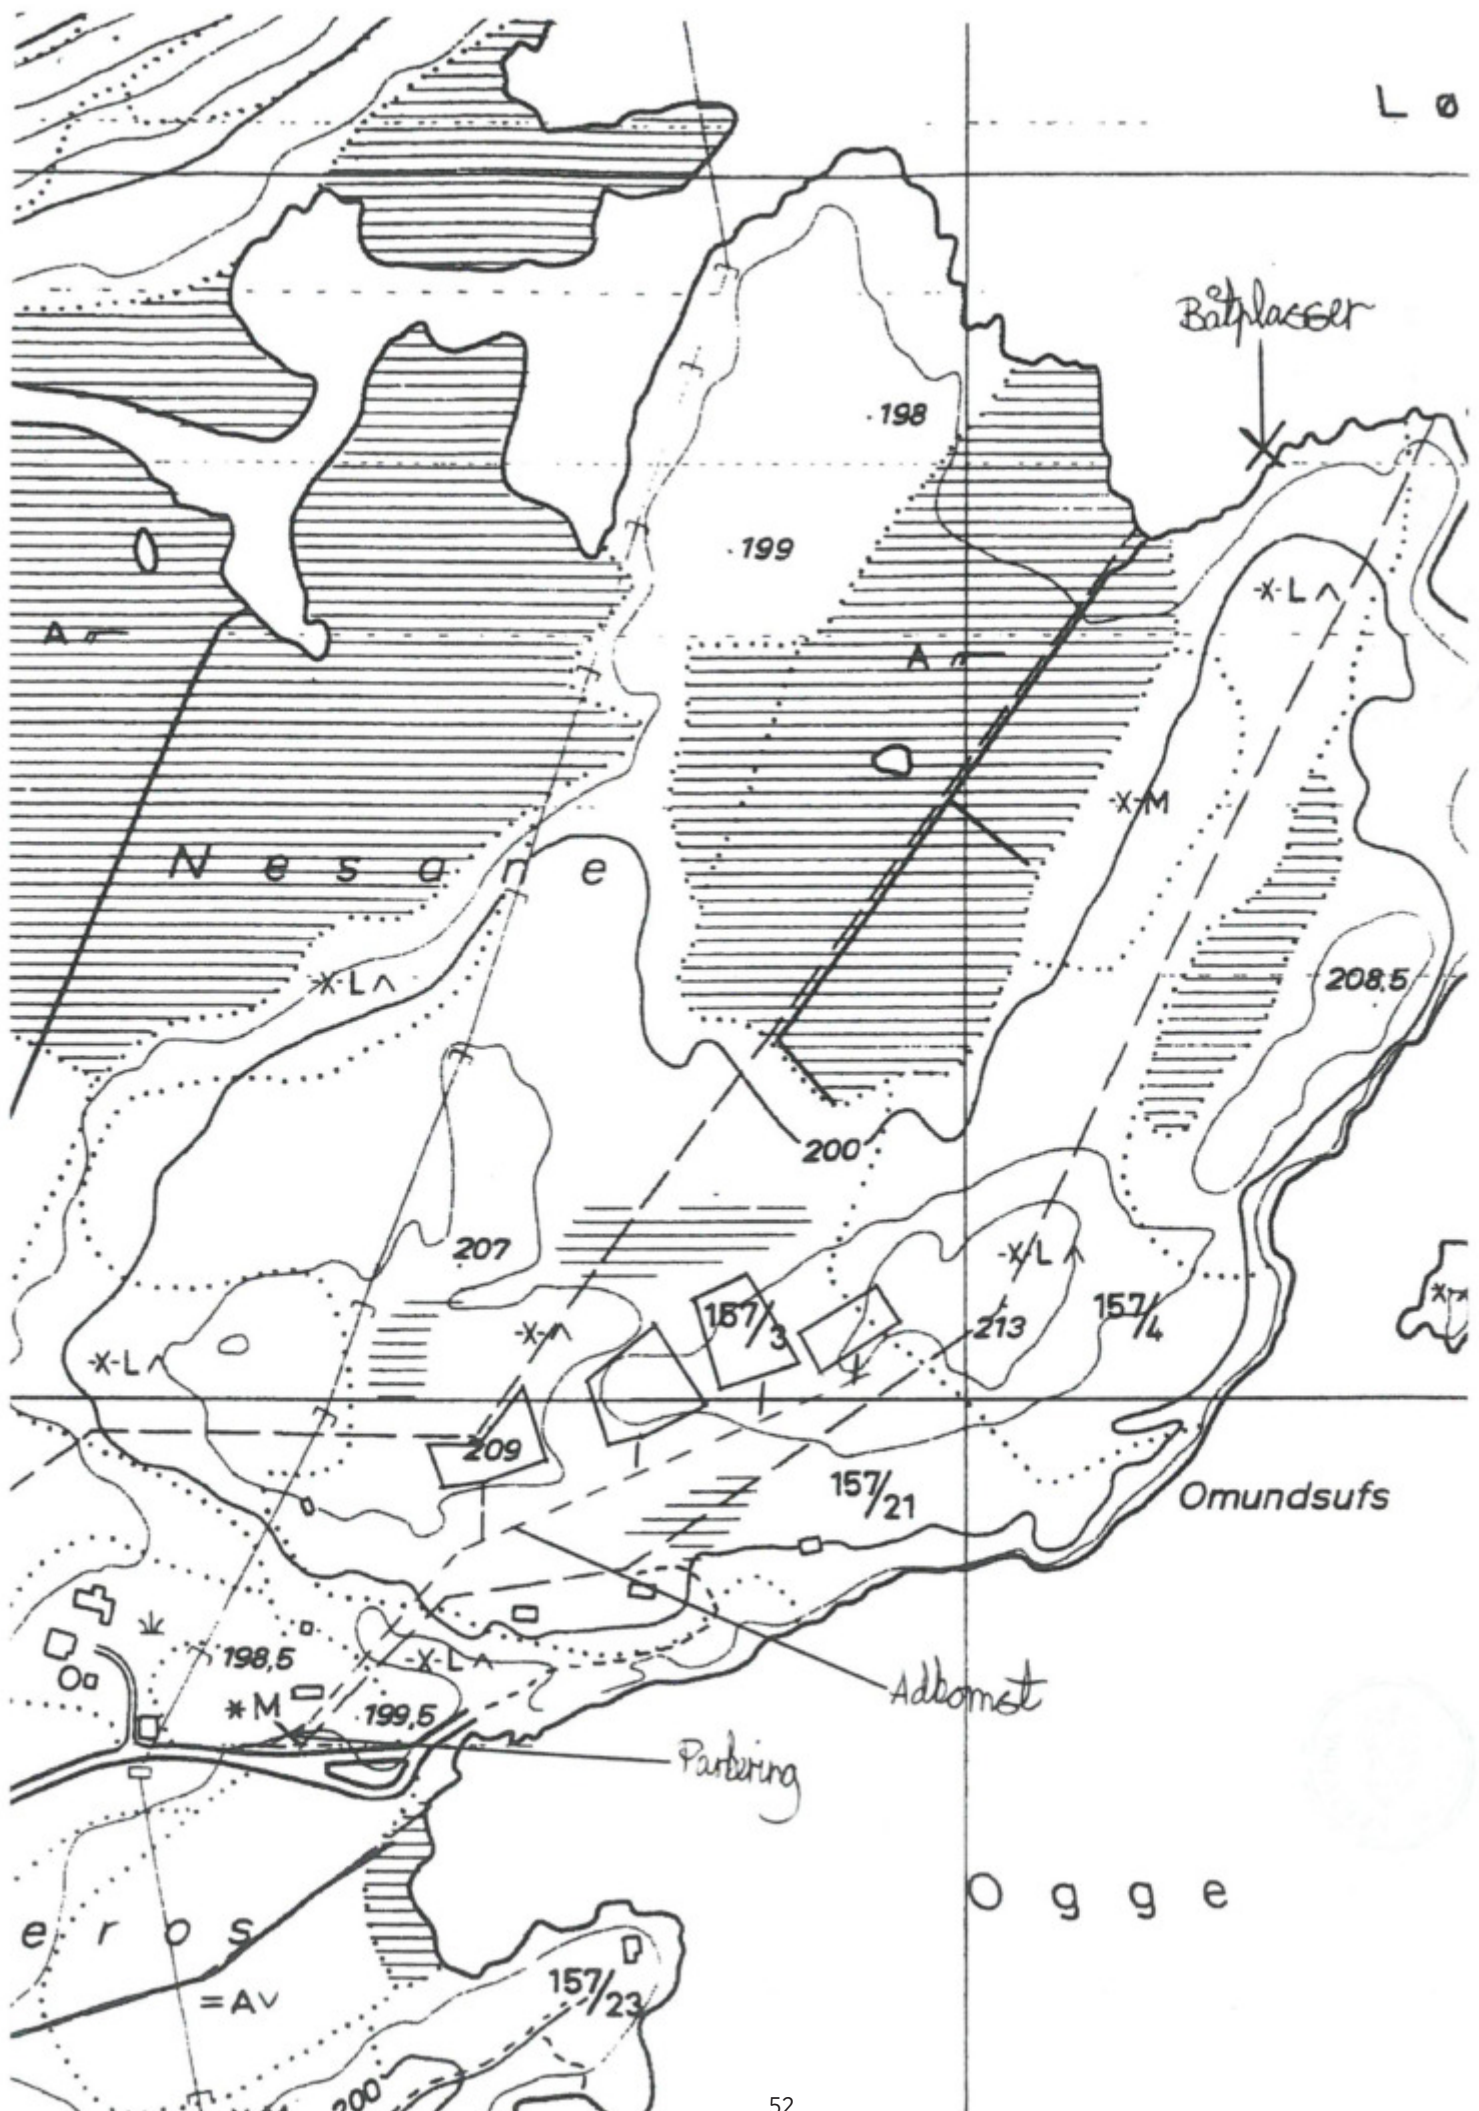 L ø
Båtplasser
198
199
-X-L ʌ
A
A
-X-M
N e s a n e
-X-L ʌ
208,5
200
207
-X-L ʌ
157/3
157/4
213
-X-ʌ
-X-L ʌ
209
157/21
Omundsufs
198,5
-X-L ʌ
*M
199,5
Adkomst
Parkering
O g g e
e r o s
157/23
=A v
200
52